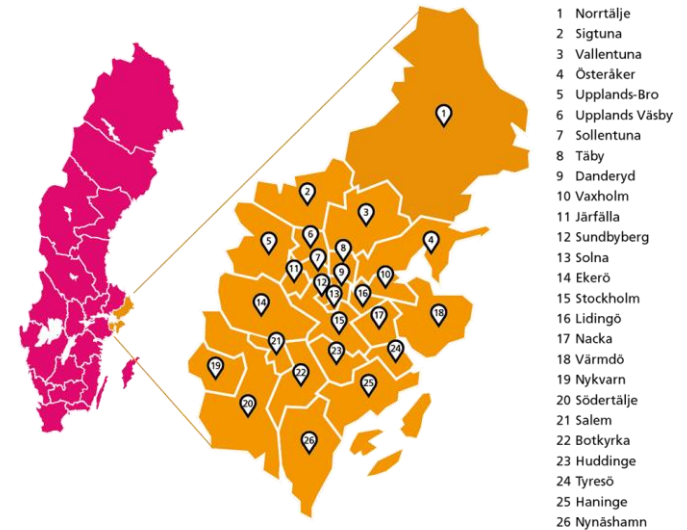 1 Norrtälje
2 Sigtuna
3 Vallentuna
4 Österåker
5 Upplands-Bro
6 Upplands Väsby
7 Sollentuna
8 Täby
9 Danderyd
10 Vaxholm
11 Järfälla
12 Sundbyberg
13 Solna
14 Ekerö
15 Stockholm
16 Lidingö
17 Nacka
18 Värmdö
19 Nykvarn
20 Södertälje
21 Salem
22 Botkyrka
23 Huddinge
24 Tyresö
25 Haninge
26 Nynäshamn
1
2
3
4
5
6
7
8
9
10
11
12
13
14
15
16
17
18
19
20
21
22
23
24
25
26